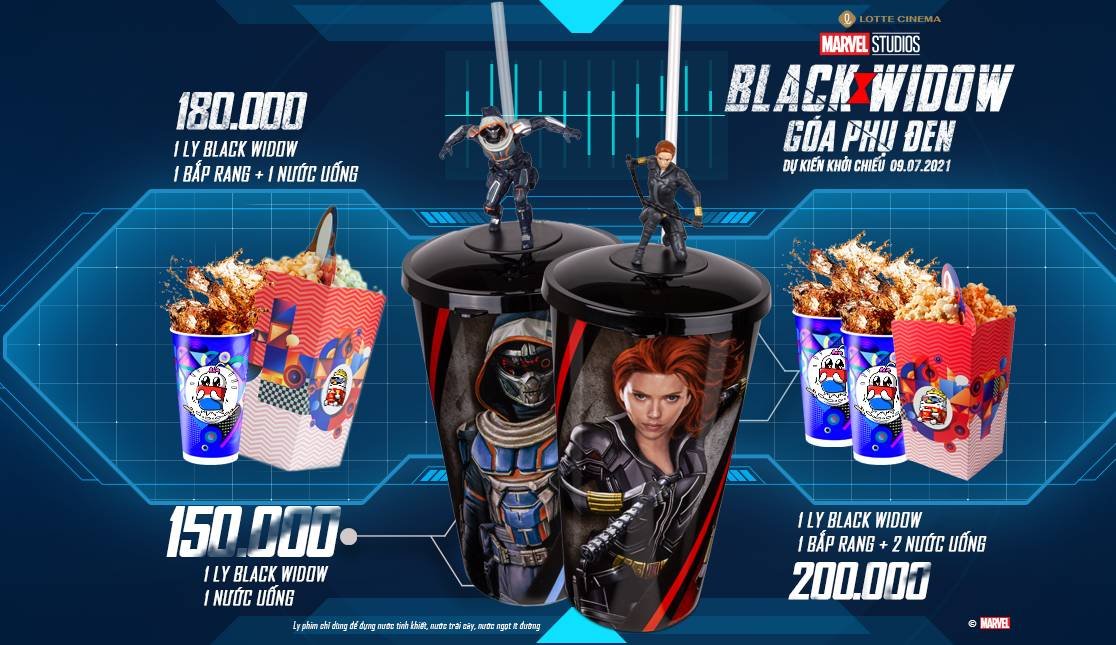 LOTTE CINEMA
MARVEL STUDIOS
BLACK WIDOW
GÓA PHỤ ĐEN
DỰ KIẾN KHỞI CHIẾU 09.07.2021
180.000
1 LY BLACK WIDOW
1 BẮP RANG + 1 NƯỚC UỐNG
150.000
1 LY BLACK WIDOW
1 NƯỚC UỐNG
1 LY BLACK WIDOW
1 BẮP RANG + 2 NƯỚC UỐNG
200.000
Ly phim chỉ dùng để đựng nước tinh khiết, nước trái cây, nước ngọt ít đường
© MARVEL